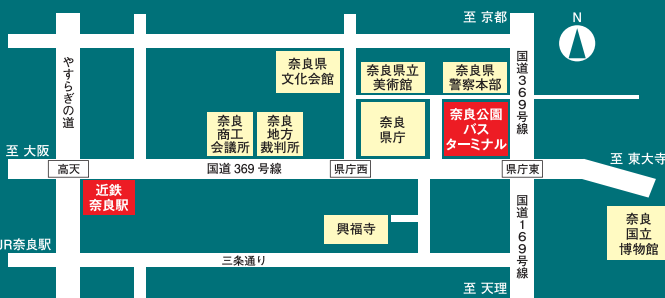 至 京都
N
奈良県
文化会館
奈良県立
美術館
奈良県
警察本部
国道369号線
やすらぎの道
奈良
商工
会議所
奈良
地方
裁判所
奈良
県庁
奈良公園
バス
ターミナル
至 大阪
至 東大寺
高天
国道369号線
県庁西
県庁東
近鉄
奈良駅
国道169号線
奈良
国立
博物館
興福寺
JR奈良駅
三条通り
至 天理